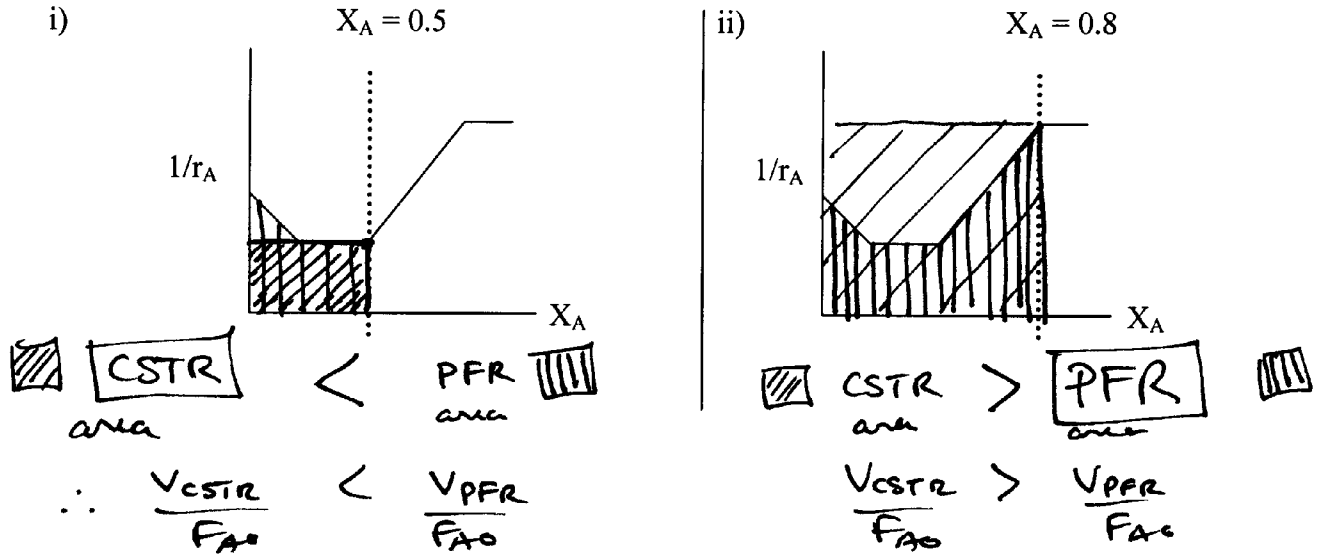 i)
X_A = 0.5
1/r_A
X_A
CSTR < PFR
area area
∴ V_CSTR/F_A0 < V_PFR/F_A0
ii)
X_A = 0.8
1/r_A
X_A
CSTR > PFR
area area
V_CSTR/F_A0 > V_PFR/F_A0